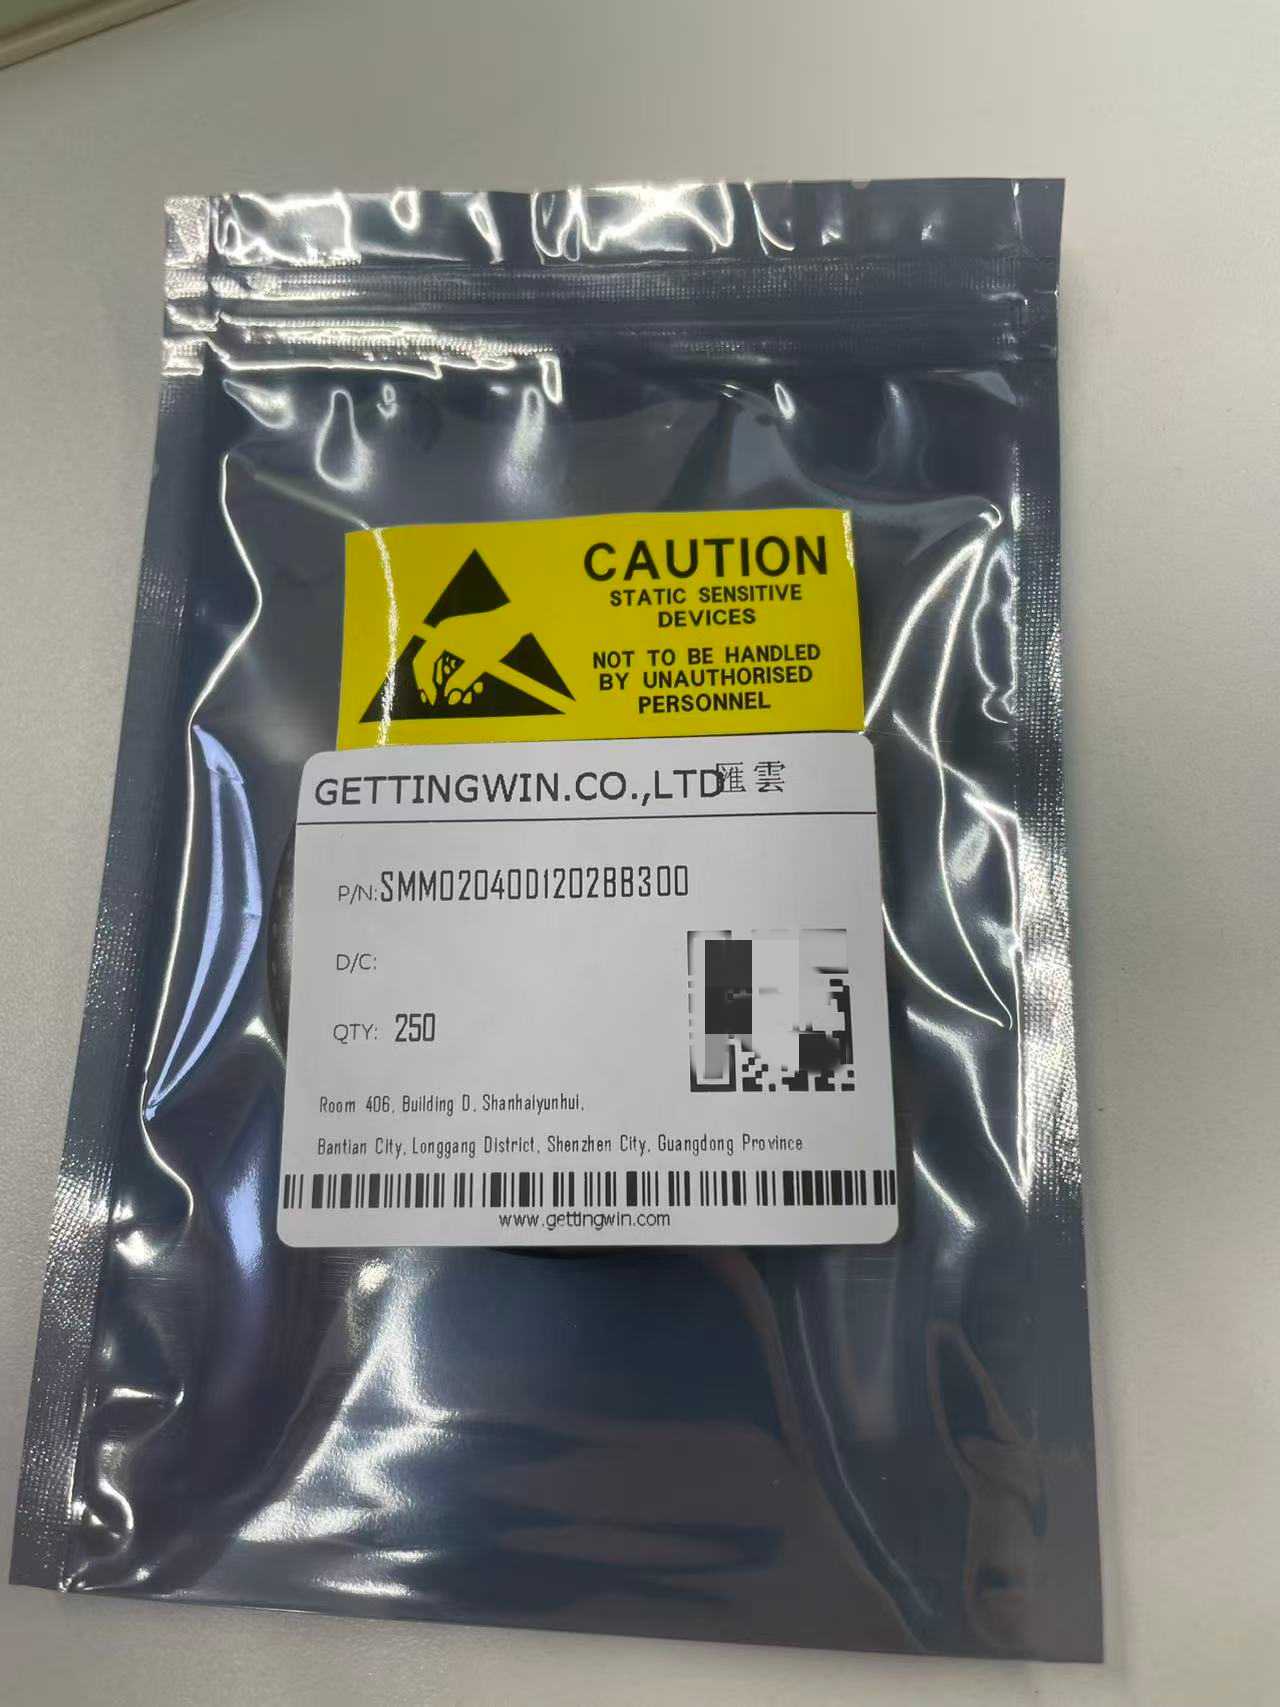 CAUTION
STATIC SENSITIVE
DEVICES
NOT TO BE HANDLED
BY UNAUTHORISED
PERSONNEL
GETTINGWIN.CO.,LTD匯雲
P/N:SMM02040D1202BB300
D/C:
QTY: 250
Room 406, Building D, Shanhaiyunhui,
Bantian City, Longgang District, Shenzhen City, Guangdong Province
www.gettingwin.com